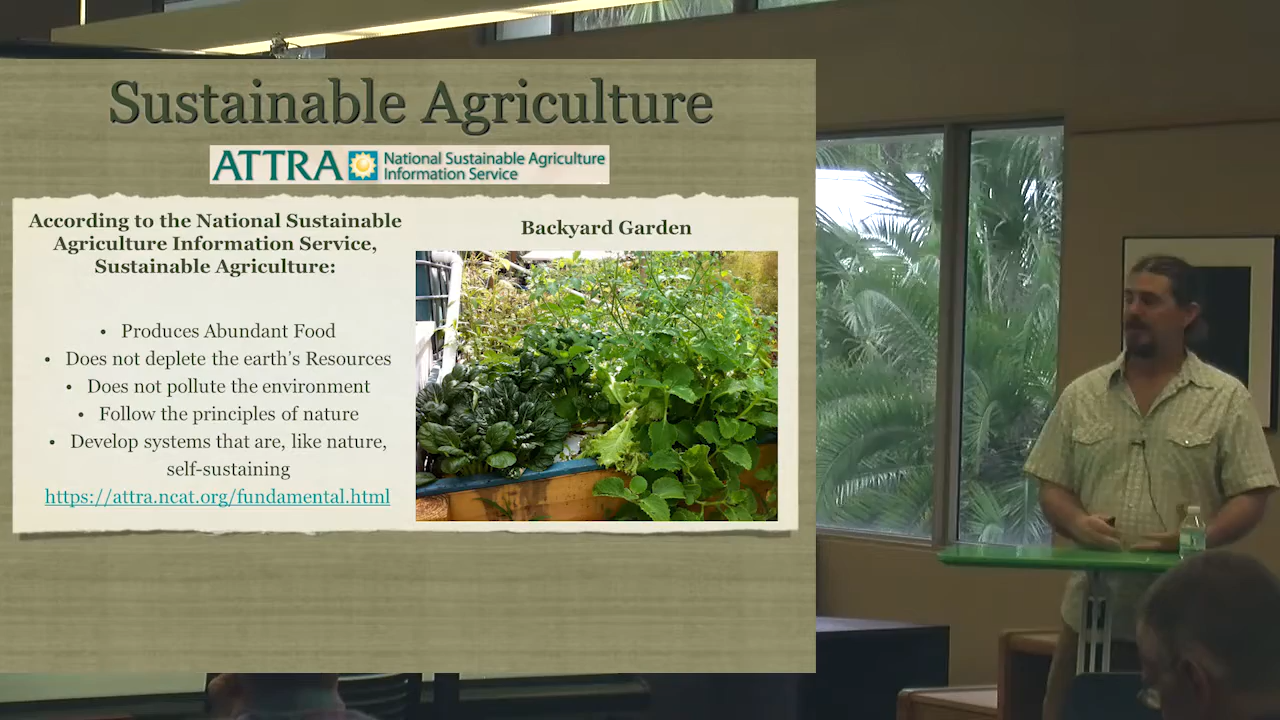 Sustainable Agriculture
ATTRA National Sustainable Agriculture
Information Service
According to the National Sustainable
Agriculture Information Service,
Sustainable Agriculture:
• Produces Abundant Food
• Does not deplete the earth's Resources
• Does not pollute the environment
• Follow the principles of nature
• Develop systems that are, like nature,
self-sustaining
https://attra.ncat.org/fundamental.html
Backyard Garden